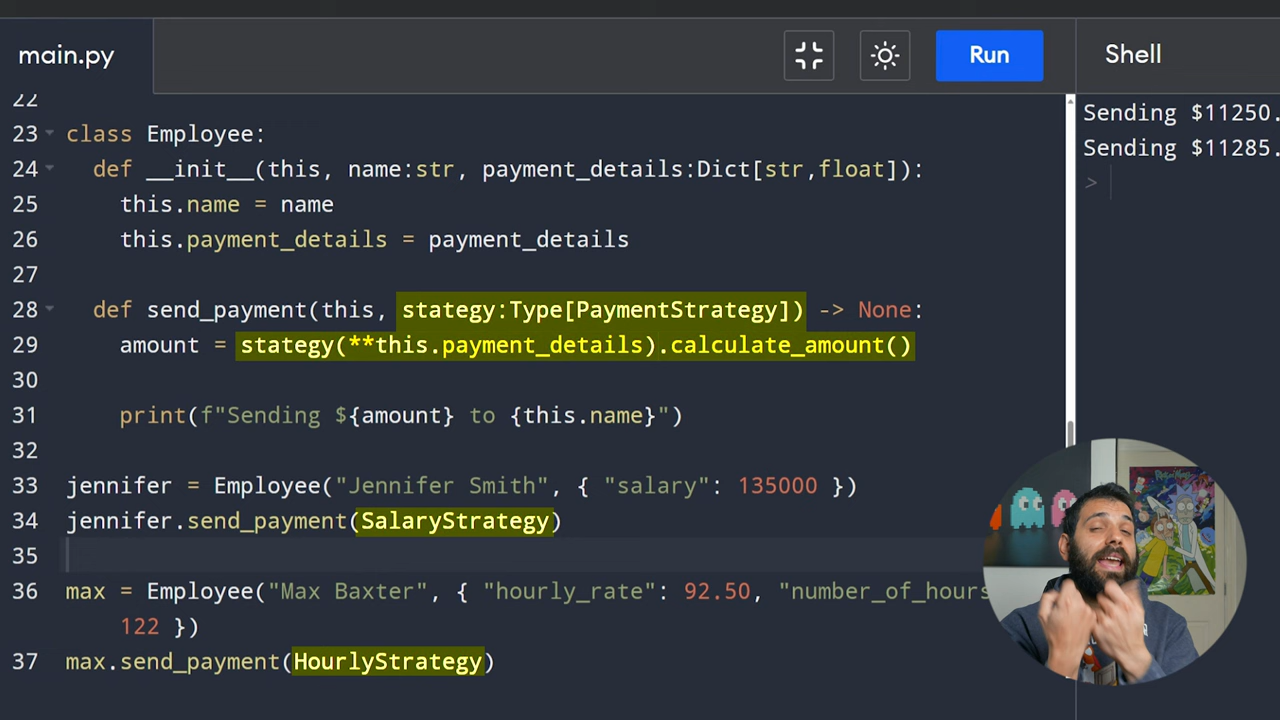 main.py
Run
Shell
22
23 class Employee:
24 def __init__(this, name:str, payment_details:Dict[str,float]):
25 this.name = name
26 this.payment_details = payment_details
27
28 def send_payment(this, stategy:Type[PaymentStrategy]) -> None:
29 amount = stategy(**this.payment_details).calculate_amount()
30
31 print(f"Sending ${amount} to {this.name}")
32
33 jennifer = Employee("Jennifer Smith", { "salary": 135000 })
34 jennifer.send_payment(SalaryStrategy)
35
36 max = Employee("Max Baxter", { "hourly_rate": 92.50, "number_of_hours
122 })
37 max.send_payment(HourlyStrategy)
Sending $11250.
Sending $11285.
>